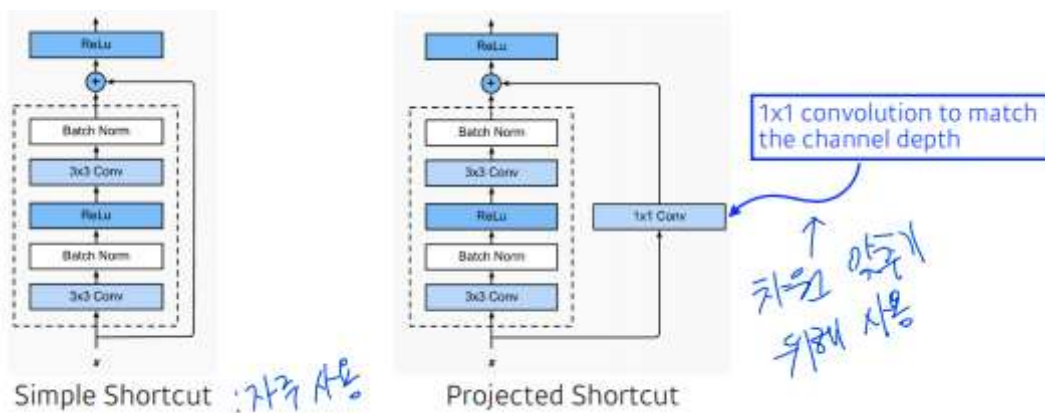 ReLu
+
Batch Norm
3x3 Conv
ReLu
Batch Norm
3x3 Conv
x
Simple Shortcut
: 자주 사용
ReLu
+
Batch Norm
3x3 Conv
ReLu
Batch Norm
3x3 Conv
x
1x1 Conv
Projected Shortcut
1x1 convolution to match
the channel depth
차원 맞추기
위해 사용